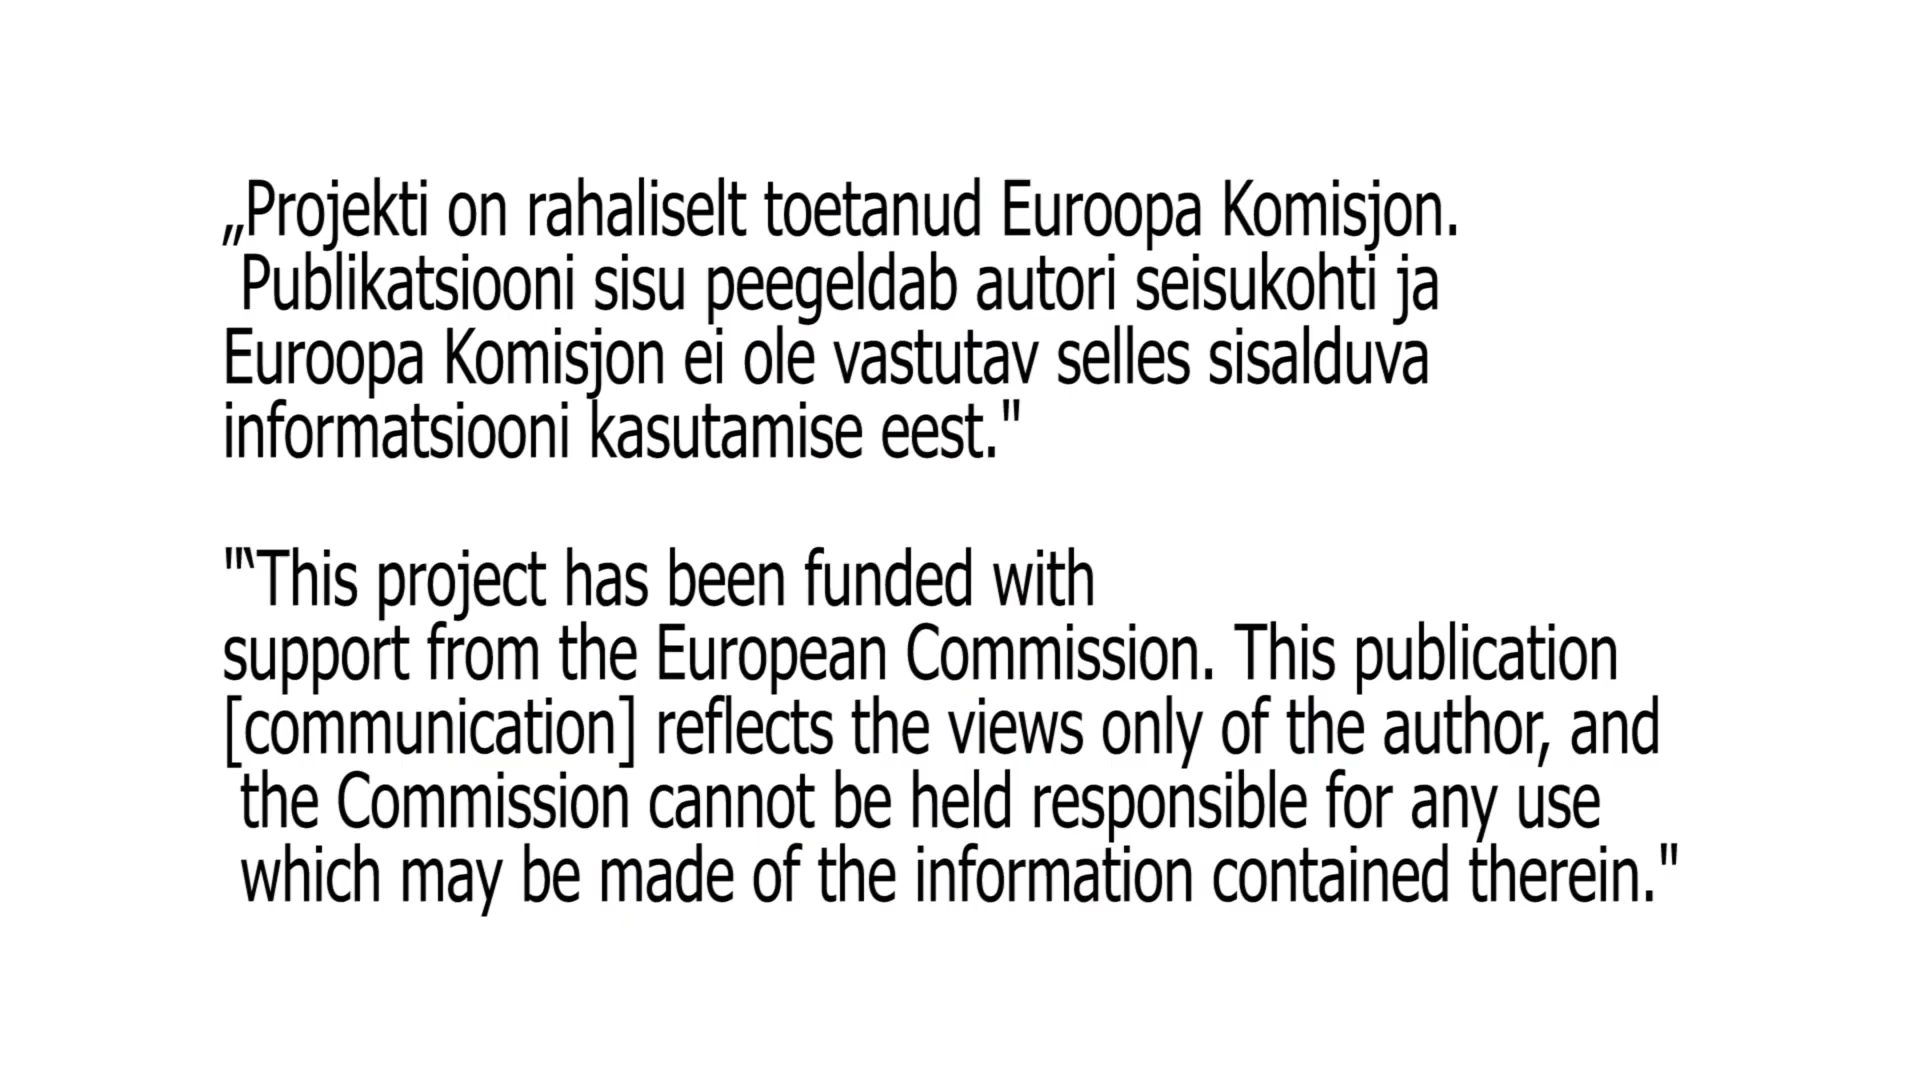 „Projekti on rahaliselt toetanud Euroopa Komisjon.
Publikatsiooni sisu peegeldab autori seisukohti ja
Euroopa Komisjon ei ole vastutav selles sisalduva
informatsiooni kasutamise eest."
"‘‘This project has been funded with
support from the European Commission. This publication
[communication] reflects the views only of the author, and
the Commission cannot be held responsible for any use
which may be made of the information contained therein."